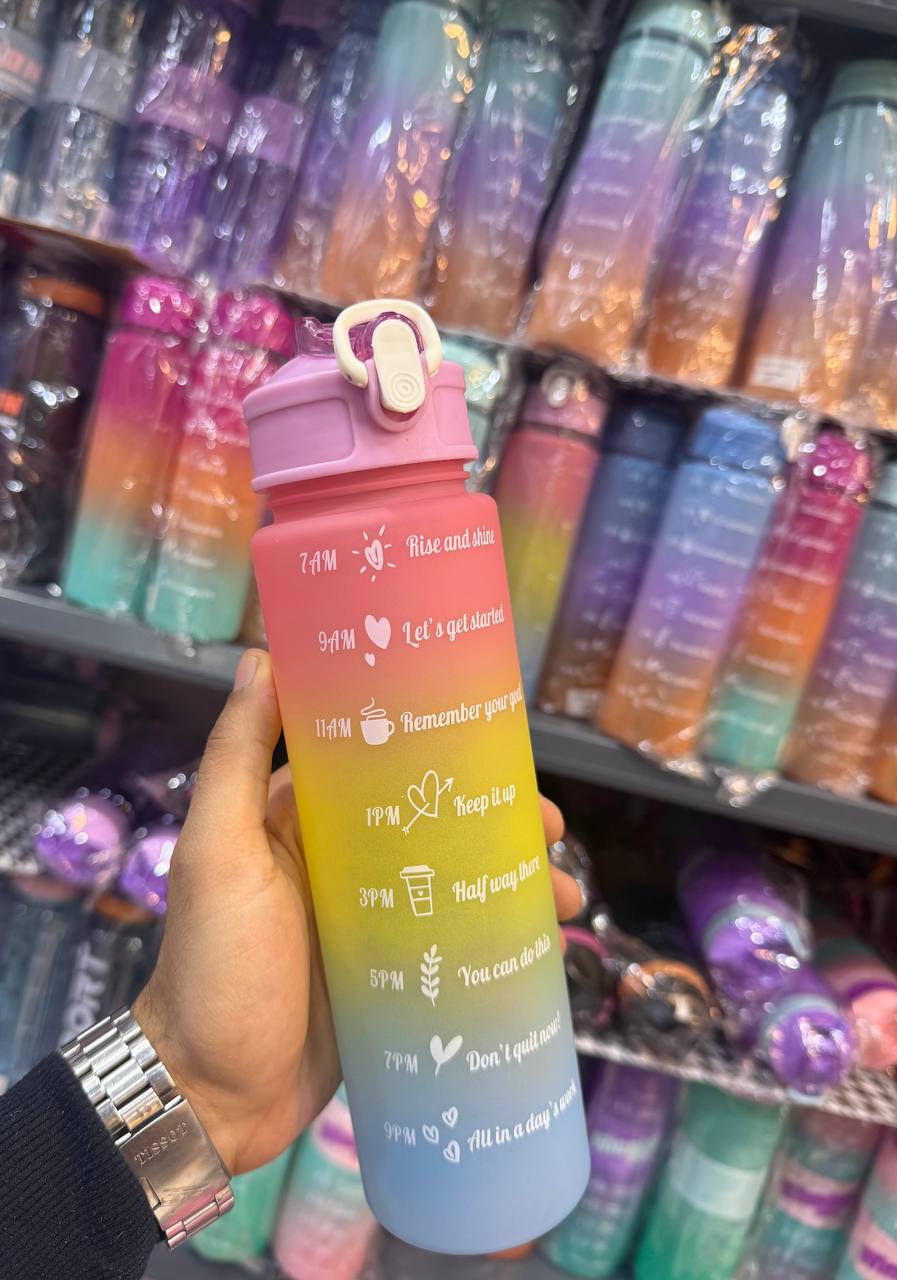 7AM Rise and shine
9AM Let's get started
11AM Remember your goal
1PM Keep it up
3PM Half way there
5PM You can do this
7PM Don't quit now!
9PM All in a day's work
TISSOT